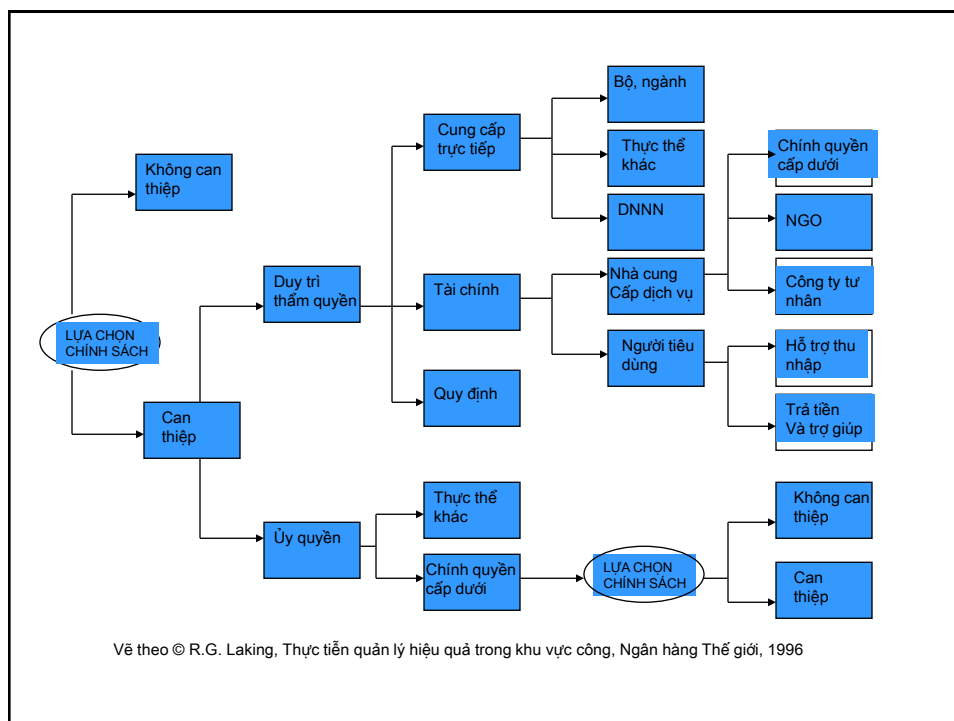 Bộ, ngành
Cung cấp
trực tiếp
Thực thể
khác
Chính quyền
cấp dưới
Không can
thiệp
DNNN
NGO
Duy trì
thẩm quyền
Tài chính
Nhà cung
Cấp dịch vụ
Công ty tư
nhân
LỰA CHỌN
CHÍNH SÁCH
Người tiêu
dùng
Hỗ trợ thu
nhập
Quy định
Can
thiệp
Trả tiền
Và trợ giúp
Thực thể
khác
Không can
thiệp
Ủy quyền
Chính quyền
cấp dưới
LỰA CHỌN
CHÍNH SÁCH
Can
thiệp
Vẽ theo © R.G. Laking, Thực tiễn quản lý hiệu quả trong khu vực công, Ngân hàng Thế giới, 1996